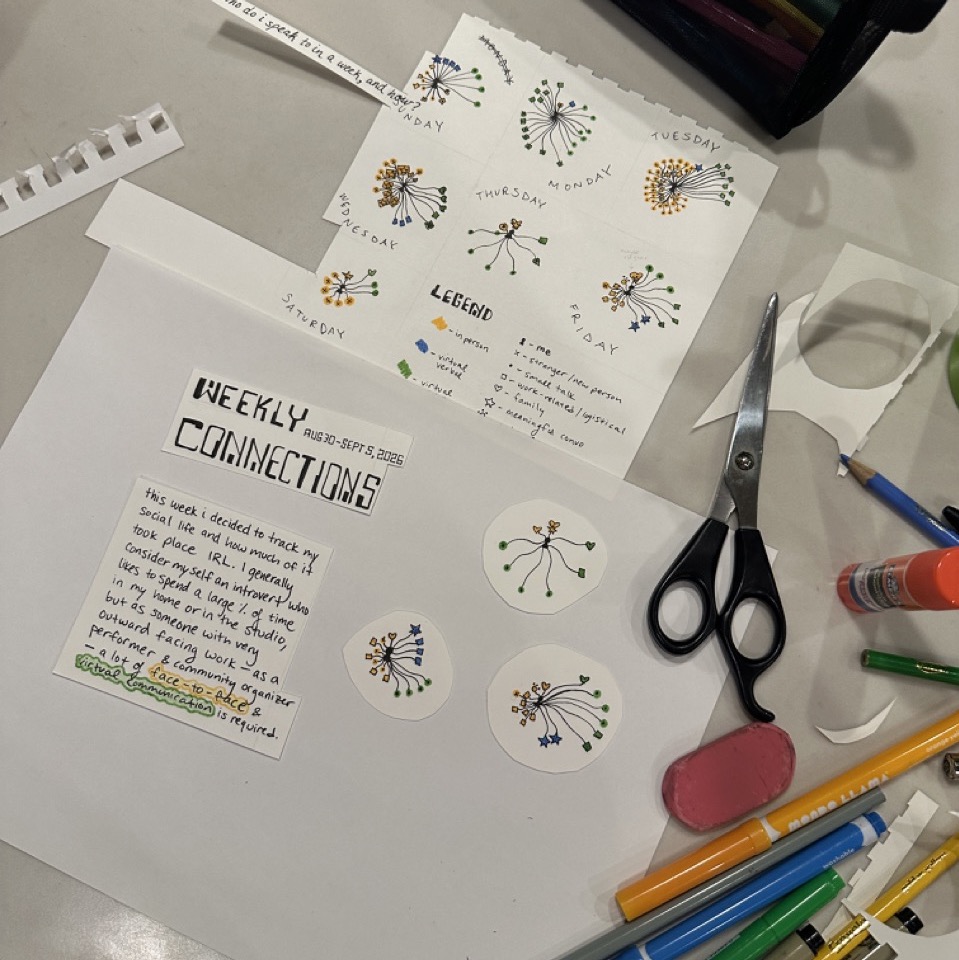 who do i speak to in a week, and how?
MONDAY
SUNDAY
MONDAY
TUESDAY
WEDNESDAY
THURSDAY
FRIDAY
SATURDAY
LEGEND
- in person
- virtual
verbal
- virtual
- me
x - stranger/new person
• - small talk
□ - work-related/logistical
♡ - family
☆ - meaningful convo
WEEKLY
AUG 30 - SEPT 5, 2026
CONNECTIONS
this week i decided to track my
social life and how much of it
took place IRL. I generally
consider myself an introvert who
likes to spend a large % of time
in my home or in the studio,
but as someone with very
outward facing work - as a
performer & community organizer
- a lot of face-to-face &
virtual communication is required.
MOODS LLAMA
washable